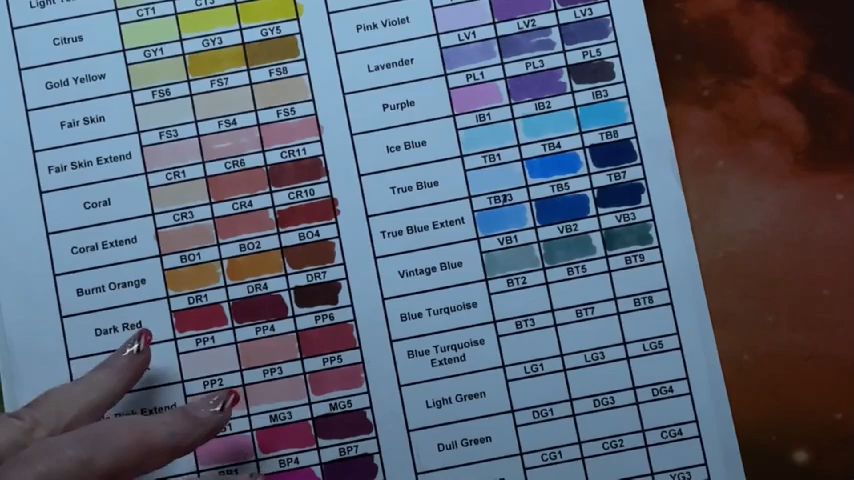 CT1
Citrus
GY1 GY3 GY5
Gold Yellow
FS6 FS7 FS8
Fair Skin
FS3 FS4 FS5
Fair Skin Extend
CR1 CR6 CR11
Coral
CR3 CR4 CR10
Coral Extend
BO1 BO2 BO4
Burnt Orange
DR1 DR4 DR7
Dark Red
PP1 PP4 PP6
PP2 PP3 PP5
Extend
MG3 MG5
BP4 BP7
Pink Violet
LV1 LV2 LV3
Lavender
PL1 PL3 PL5
Purple
IB1 IB2 IB3
Ice Blue
TB1 TB4 TB8
True Blue
TB5 TB7
True Blue Extent
VB1 VB2 VB3
Vintage Blue
BT2 BT5 BT9
Blue Turquoise
BT3 BT7 BT8
Blue Turquoise
Extend
LG1 LG3 LG5
Light Green
DG1 DG3 DG4
Dull Green
CG1 CG2 CG4
YG3